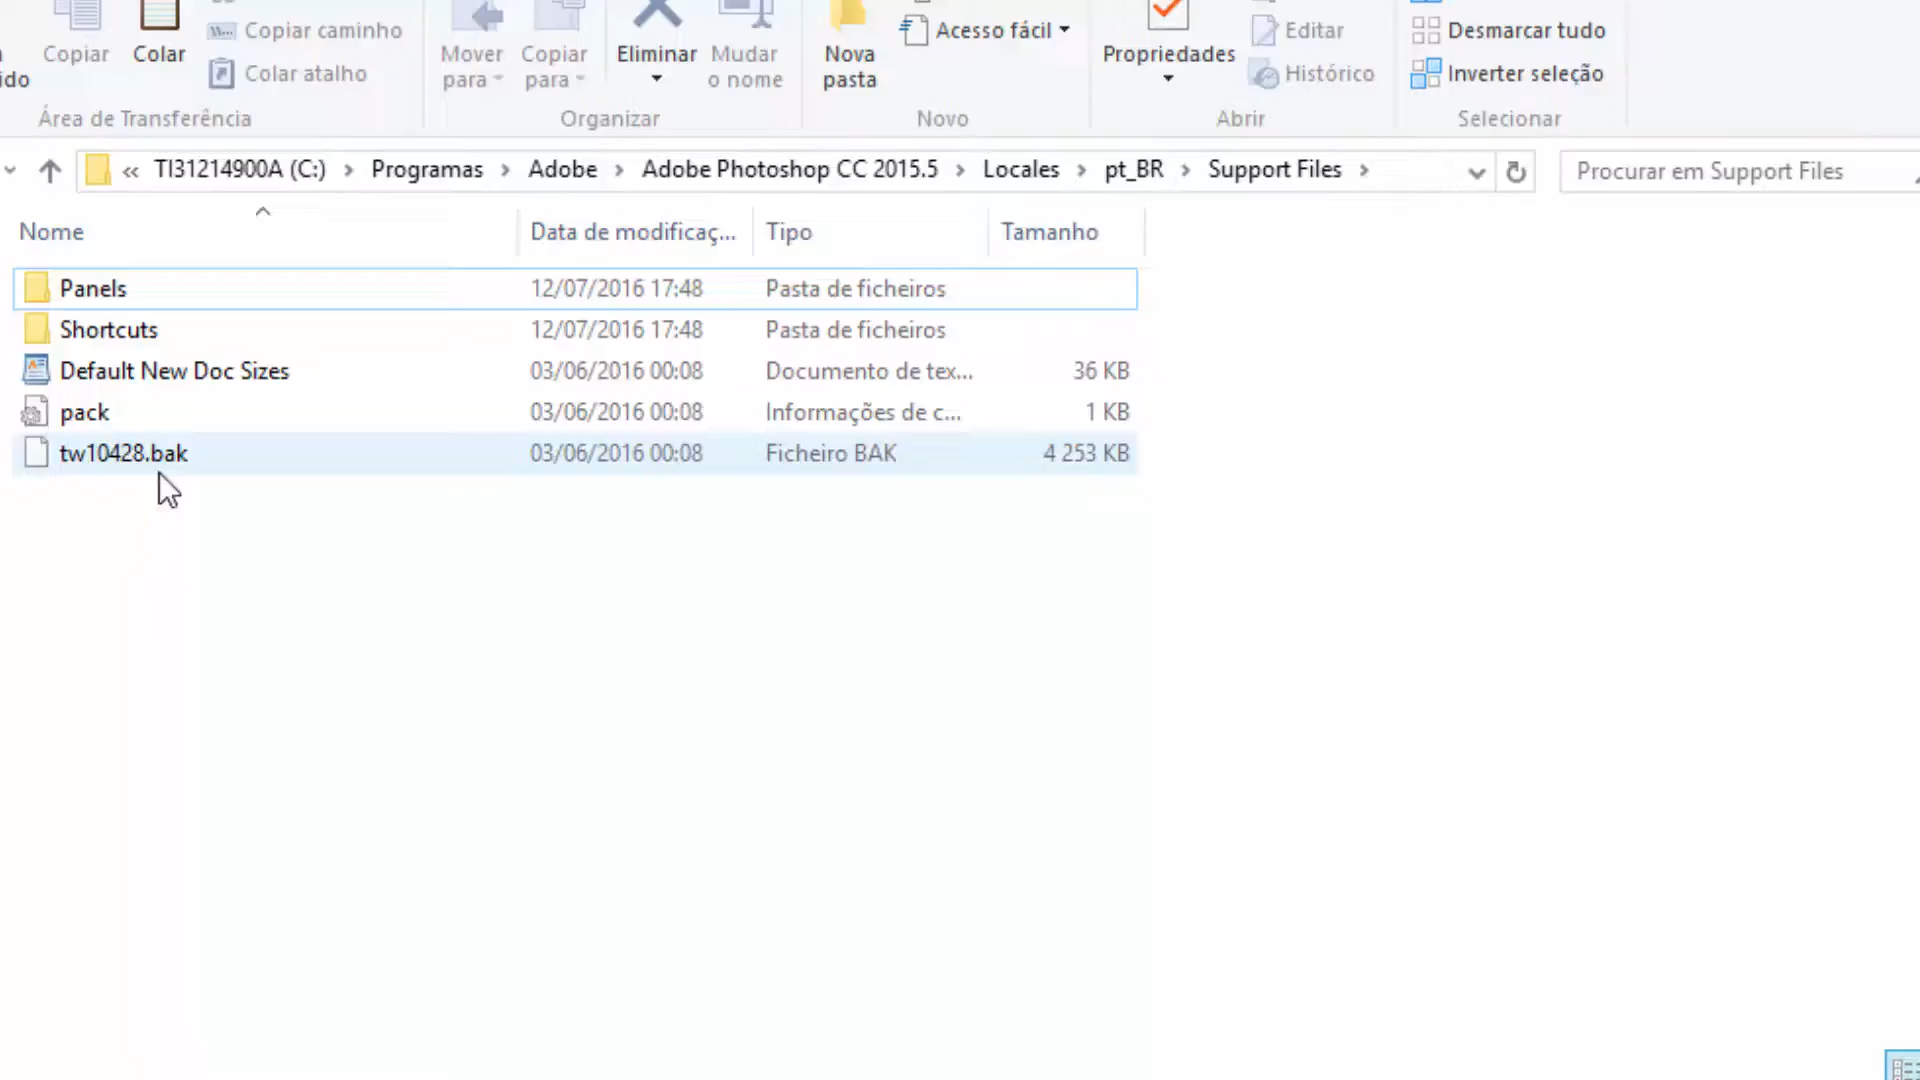 Copiar
Colar
Copiar caminho
Colar atalho
ido
Área de Transferência
Mover para
Copiar para
Eliminar
Mudar o nome
Organizar
Nova pasta
Acesso fácil
Novo
Propriedades
Editar
Histórico
Abrir
Desmarcar tudo
Inverter seleção
Selecionar
« TI31214900A (C:) > Programas > Adobe > Adobe Photoshop CC 2015.5 > Locales > pt_BR > Support Files >
Procurar em Support Files
Nome Data de modificaç... Tipo Tamanho
Panels 12/07/2016 17:48 Pasta de ficheiros
Shortcuts 12/07/2016 17:48 Pasta de ficheiros
Default New Doc Sizes 03/06/2016 00:08 Documento de tex... 36 KB
pack 03/06/2016 00:08 Informações de c... 1 KB
tw10428.bak 03/06/2016 00:08 Ficheiro BAK 4 253 KB